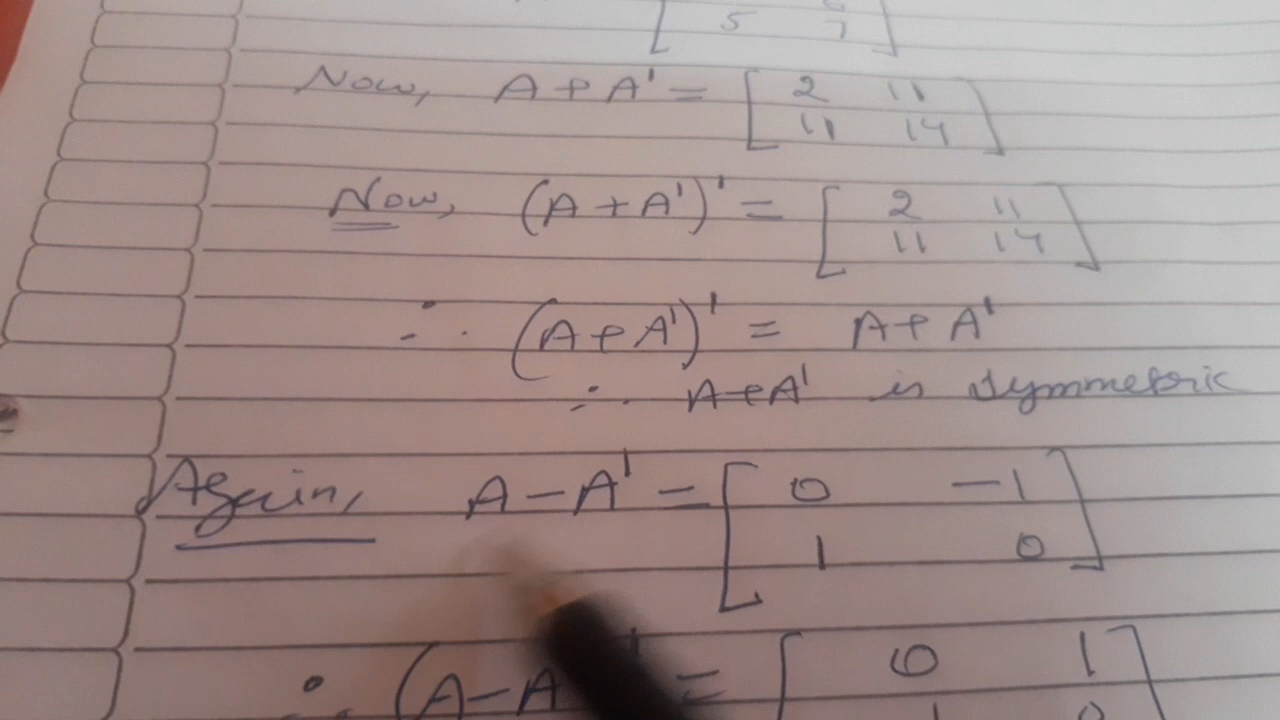 5 7
Now, A + A' = [ 2 11
11 14 ]
Now, (A + A')' = [ 2 11
11 14 ]
∴ (A + A')' = A + A'
∴ A + A' is Symmetric
Again, A - A' = [ 0 -1
1 0 ]
∴ (A - A ' = [ 0 1